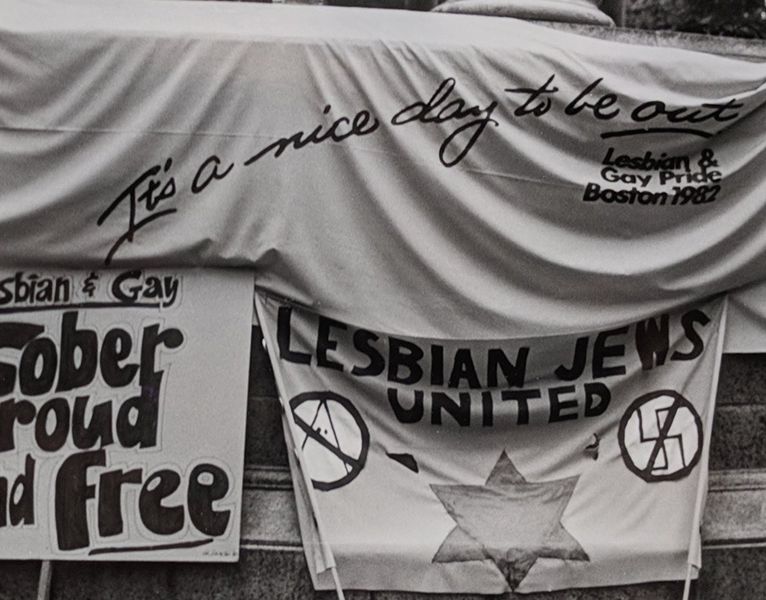 It's a nice day to be out
Lesbian &
Gay Pride
Boston 1982
sbian & Gay
Sober
roud
nd free
LESBIAN JEWS
UNITED